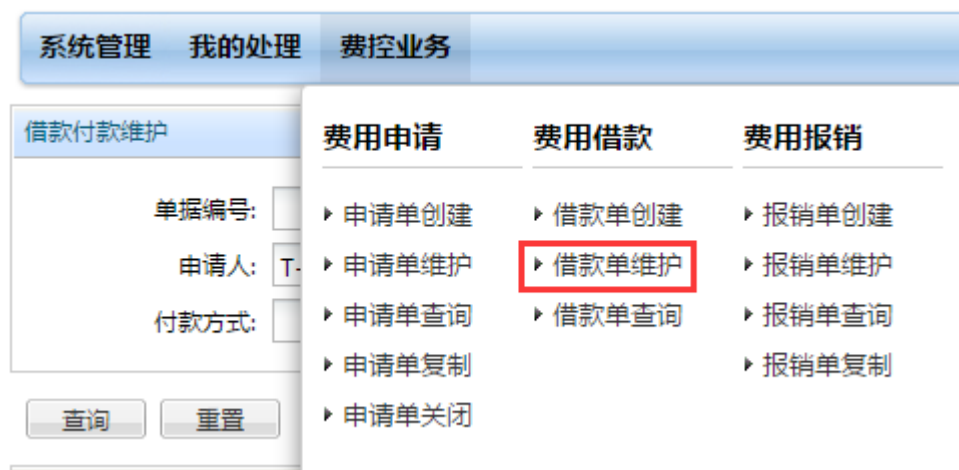 系统管理 我的处理 费控业务
借款付款维护
单据编号:
申请人: T-
付款方式:
查询 重置
费用申请 费用借款 费用报销
申请单创建 借款单创建 报销单创建
申请单维护 借款单维护 报销单维护
申请单查询 借款单查询 报销单查询
申请单复制 报销单复制
申请单关闭